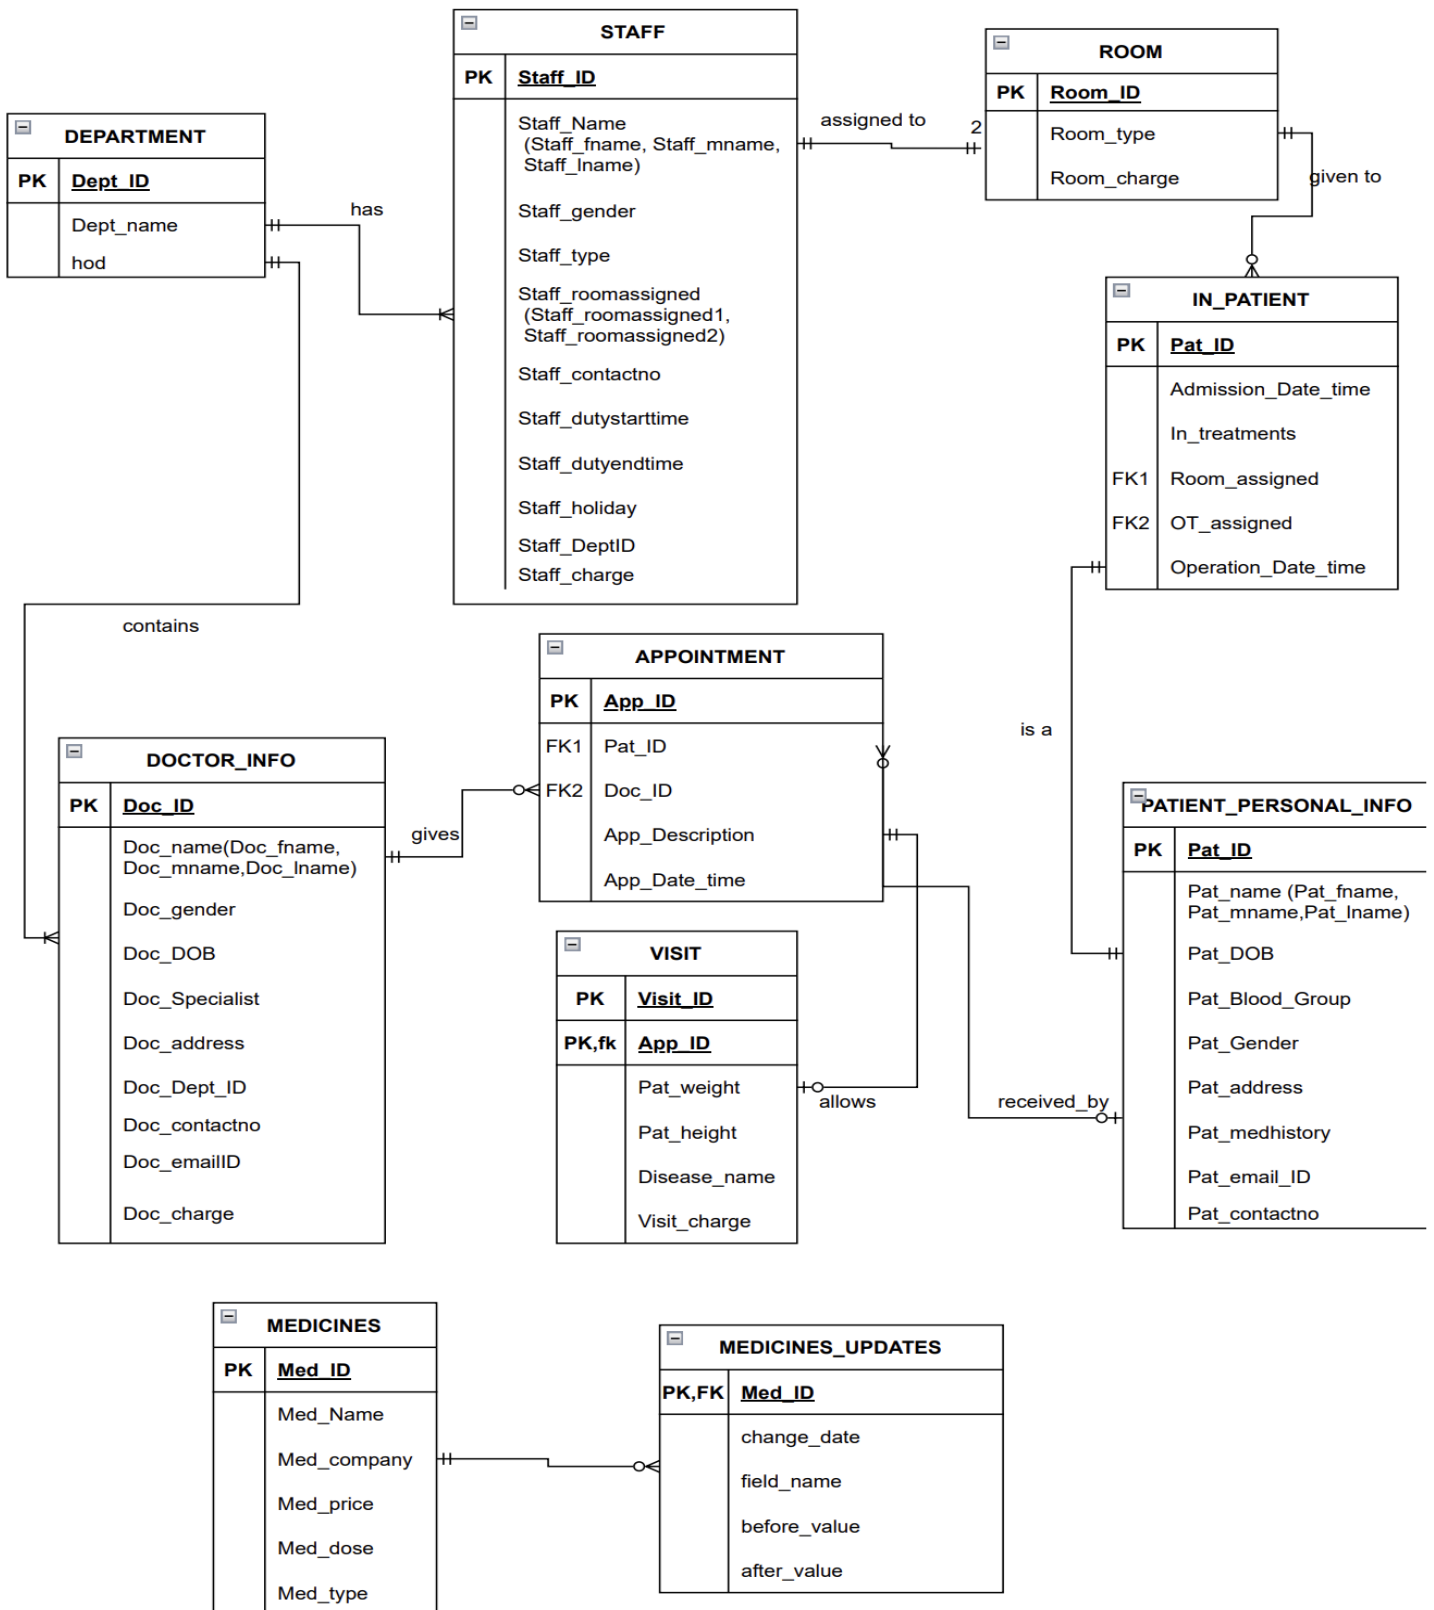 STAFF
PK Staff_ID
Staff_Name
(Staff_fname, Staff_mname,
Staff_lname)
Staff_gender
Staff_type
Staff_roomassigned
(Staff_roomassigned1,
Staff_roomassigned2)
Staff_contactno
Staff_dutystarttime
Staff_dutyendtime
Staff_holiday
Staff_DeptID
Staff_charge
assigned to
2
ROOM
PK Room_ID
Room_type
Room_charge
given to
DEPARTMENT
PK Dept_ID
Dept_name
hod
has
contains
IN_PATIENT
PK Pat_ID
Admission_Date_time
In_treatments
FK1 Room_assigned
FK2 OT_assigned
Operation_Date_time
is a
APPOINTMENT
PK App_ID
FK1 Pat_ID
FK2 Doc_ID
App_Description
App_Date_time
gives
DOCTOR_INFO
PK Doc_ID
Doc_name(Doc_fname,
Doc_mname,Doc_lname)
Doc_gender
Doc_DOB
Doc_Specialist
Doc_address
Doc_Dept_ID
Doc_contactno
Doc_emailID
Doc_charge
VISIT
PK Visit_ID
PK,fk App_ID
Pat_weight
Pat_height
Disease_name
Visit_charge
allows
received_by
PATIENT_PERSONAL_INFO
PK Pat_ID
Pat_name (Pat_fname,
Pat_mname,Pat_lname)
Pat_DOB
Pat_Blood_Group
Pat_Gender
Pat_address
Pat_medhistory
Pat_email_ID
Pat_contactno
MEDICINES
PK Med_ID
Med_Name
Med_company
Med_price
Med_dose
Med_type
MEDICINES_UPDATES
PK,FK Med_ID
change_date
field_name
before_value
after_value